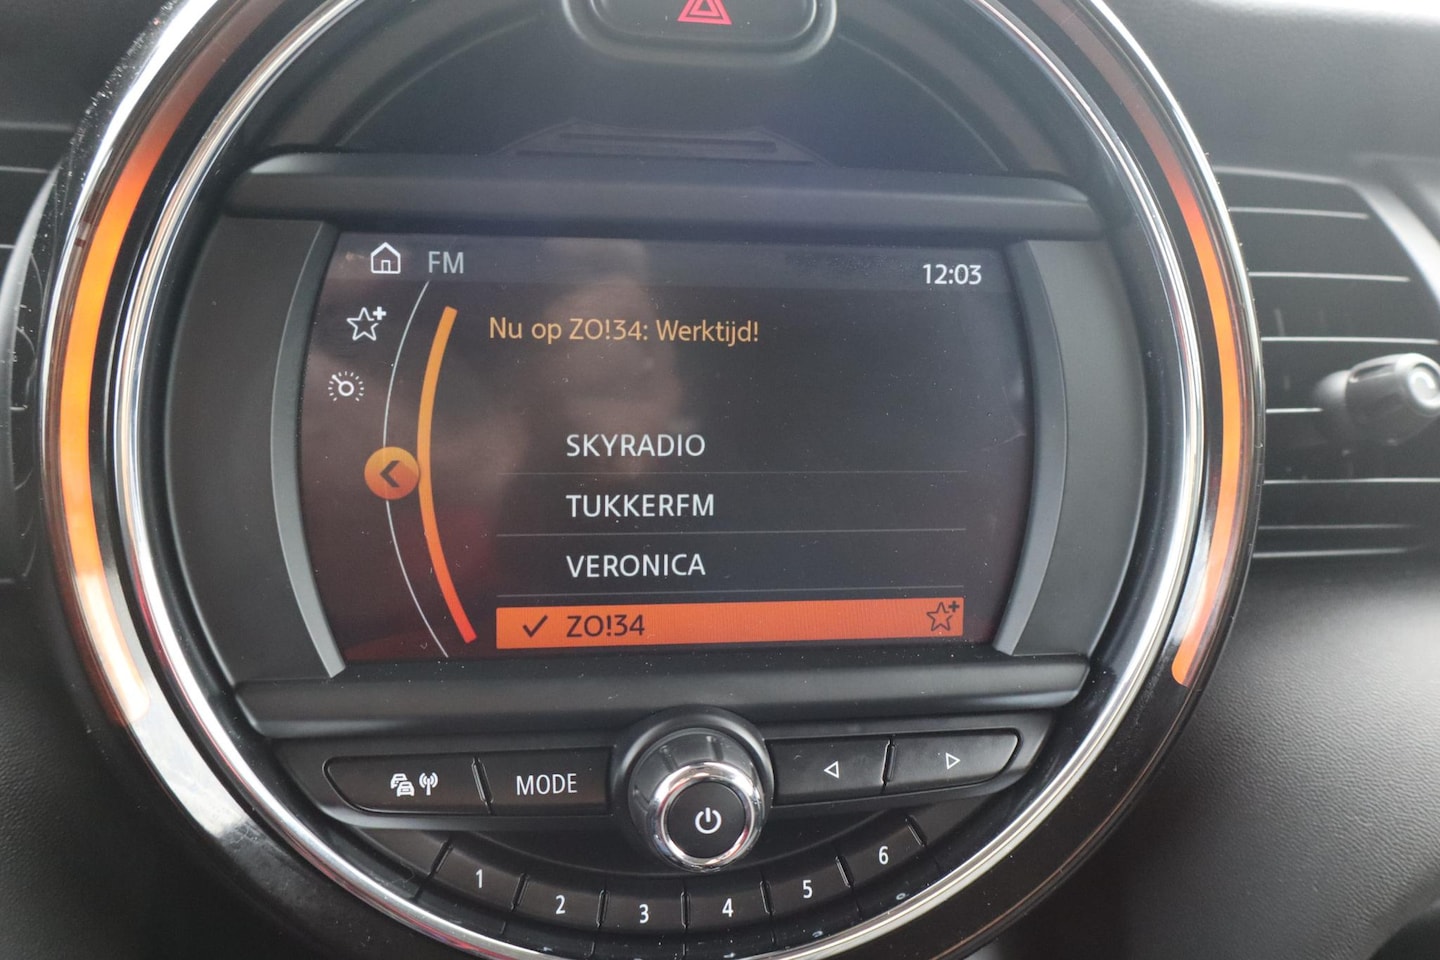 FM
12:03
Nu op ZO!34: Werktijd!
SKYRADIO
TUKKERFM
VERONICA
ZO!34
MODE
1 2 3 4 5 6